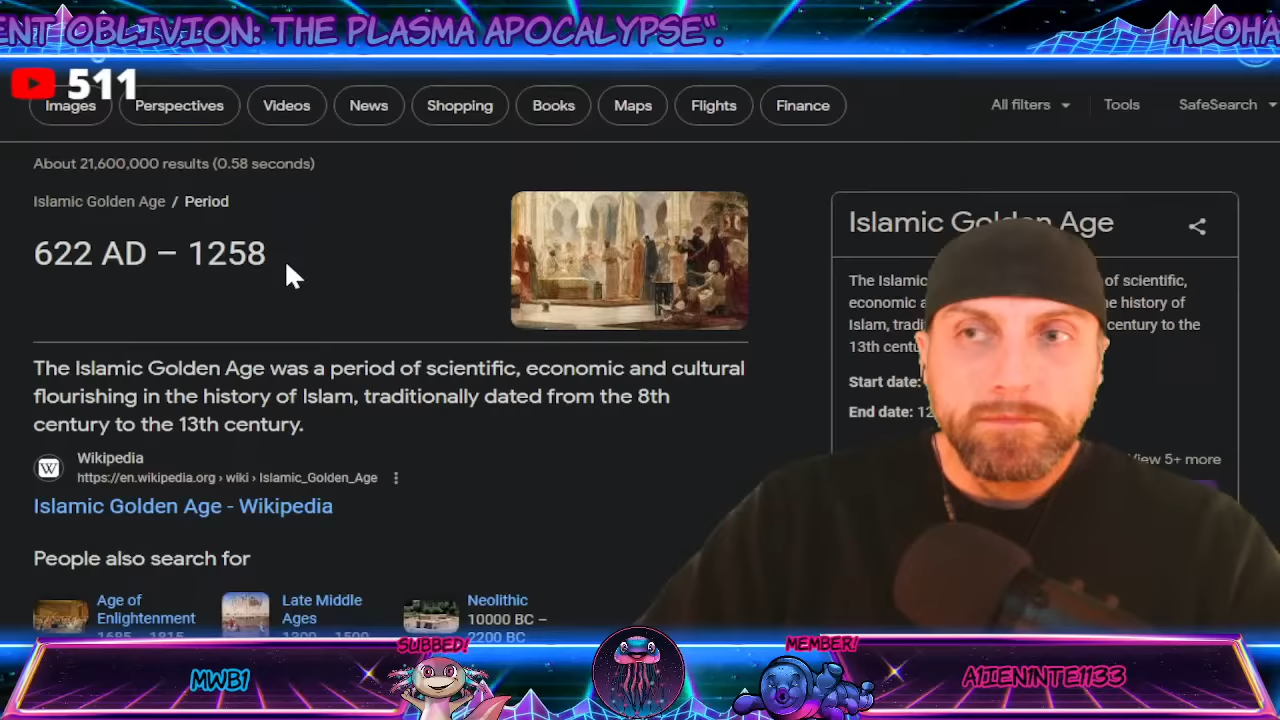 ENT OBLIVION: THE PLASMA APOCALYPSE".
ALOHA
511
Images
Perspectives
Videos
News
Shopping
Books
Maps
Flights
Finance
All filters
Tools
SafeSearch
About 21,600,000 results (0.58 seconds)
Islamic Golden Age / Period
622 AD – 1258
The Islamic Golden Age was a period of scientific, economic and cultural
flourishing in the history of Islam, traditionally dated from the 8th
century to the 13th century.
Wikipedia
https://en.wikipedia.org › wiki › Islamic_Golden_Age
Islamic Golden Age - Wikipedia
People also search for
Age of
Enlightenment
1685 – 1815
Late Middle
Ages
1300 – 1500
Neolithic
10000 BC –
2200 BC
Islamic Golden Age
The Islamic of scientific,
economic history of
Islam, century to the
13th
Start date:
End date: 12
View 5+ more
SUBBED!
MWB1
MEMBER!
A1IEN1NTE1133